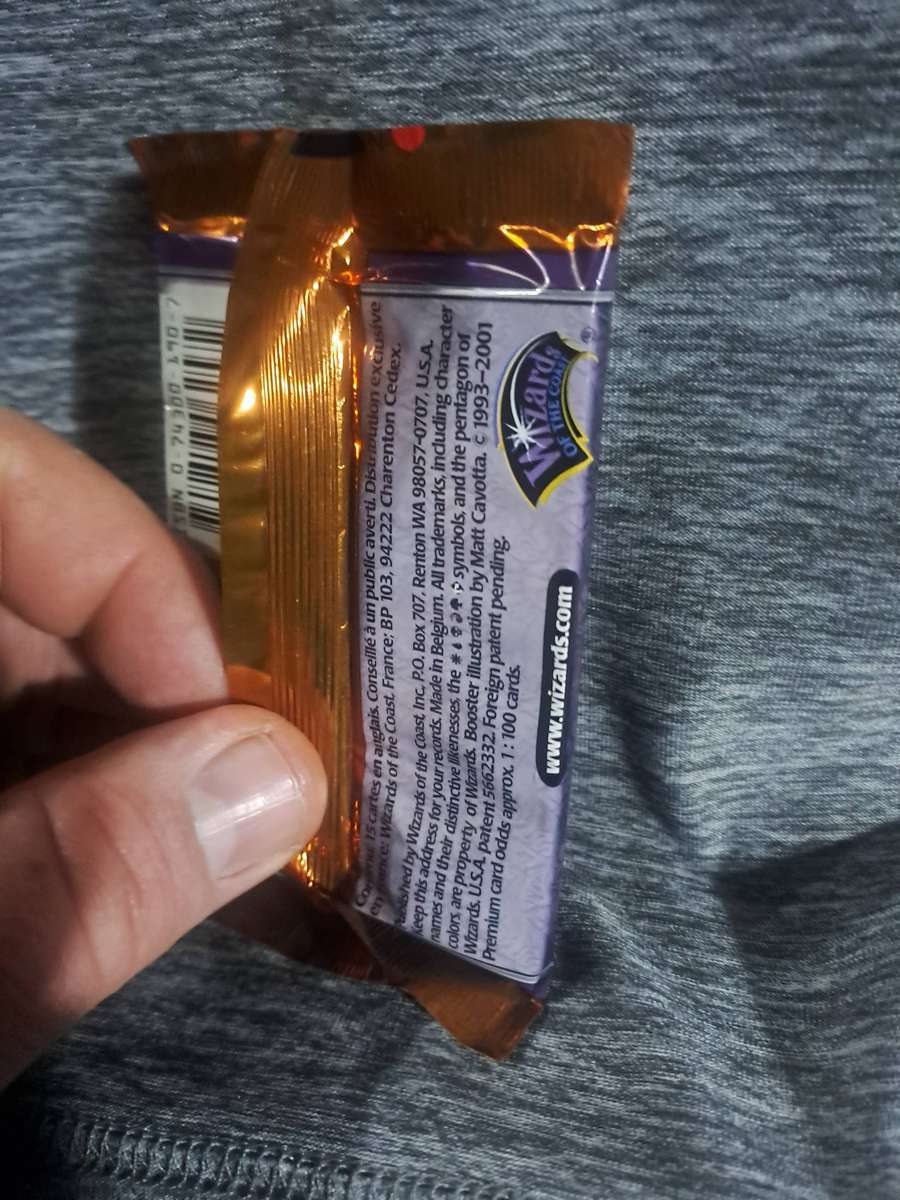 15 cartes en anglais. Conseillé à un public averti. Distribution exclusive
en France: Wizards of the Coast, France; BP 103, 94222 Charenton Cedex.
by Wizards of the Coast, Inc, P.O. Box 707, Renton WA 98057-0707, U.S.A.
Keep this address for your records. Made in Belgium. All trademarks, including character
names and their distinctive likenesses, the symbols, and the pentagon of
colors, are property of Wizards. Booster illustration by Matt Cavotta. © 1993–2001
Wizards. U.S.A. patent 5662332. Foreign patent pending.
Premium card odds approx. 1 : 100 cards.
Wizards
OF THE COAST
®
www.wizards.com